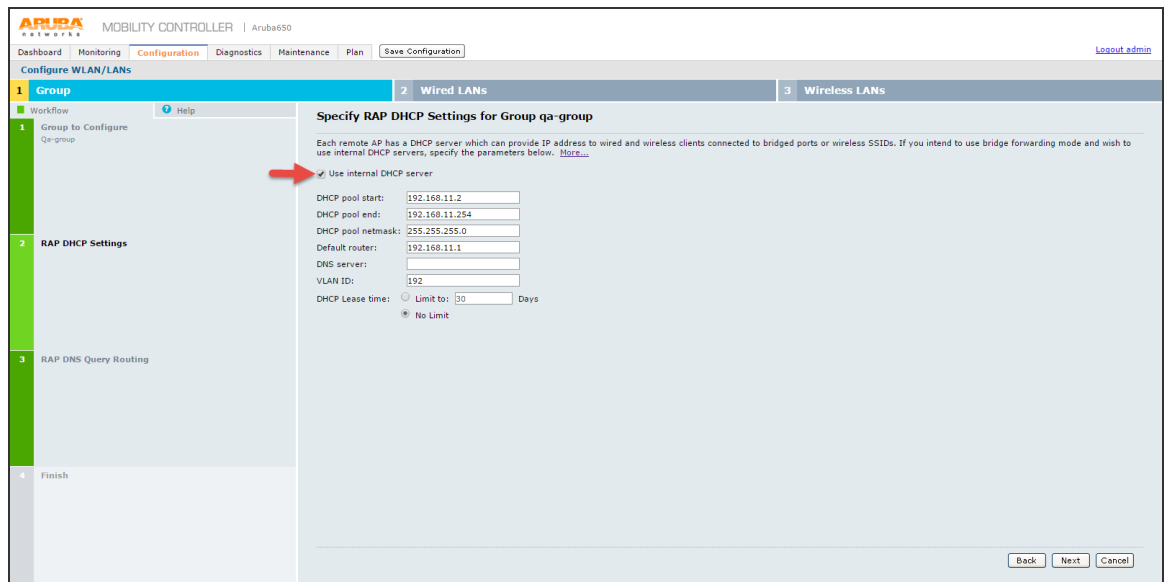 ARUBA networks MOBILITY CONTROLLER | Aruba650
Dashboard Monitoring Configuration Diagnostics Maintenance Plan Save Configuration Logout admin
Configure WLAN/LANs
1 Group 2 Wired LANs 3 Wireless LANs
Workflow ? Help
1 Group to Configure
Qa-group
2 RAP DHCP Settings
3 RAP DNS Query Routing
4 Finish
Specify RAP DHCP Settings for Group qa-group
Each remote AP has a DHCP server which can provide IP address to wired and wireless clients connected to bridged ports or wireless SSIDs. If you intend to use bridge forwarding mode and wish to
use internal DHCP servers, specify the parameters below. More...
Use internal DHCP server
DHCP pool start: 192.168.11.2
DHCP pool end: 192.168.11.254
DHCP pool netmask: 255.255.255.0
Default router: 192.168.11.1
DNS server:
VLAN ID: 192
DHCP Lease time: Limit to: 30 Days
No Limit
Back Next Cancel